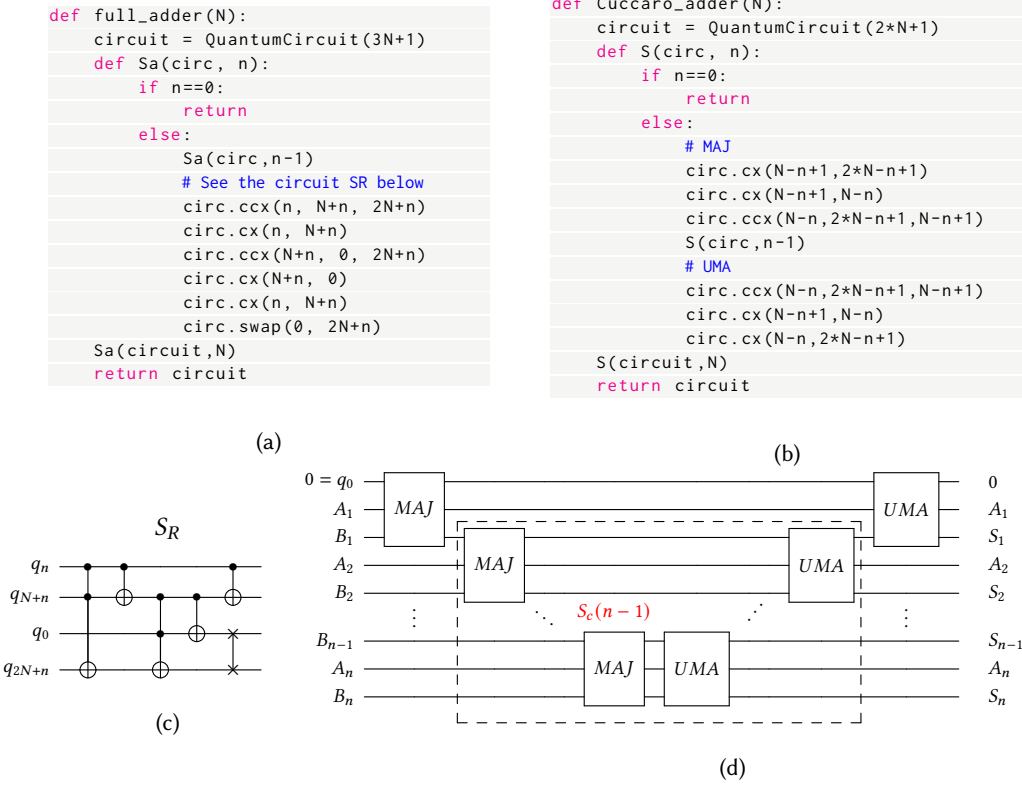 def full_adder(N):
    circuit = QuantumCircuit(3N+1)
    def Sa(circ, n):
        if n==0:
            return
        else:
            Sa(circ,n-1)
            # See the circuit SR below
            circ.ccx(n, N+n, 2N+n)
            circ.cx(n, N+n)
            circ.ccx(N+n, 0, 2N+n)
            circ.cx(N+n, 0)
            circ.cx(n, N+n)
            circ.swap(0, 2N+n)
    Sa(circuit,N)
    return circuit
(a)
def Cuccaro_adder(N):
    circuit = QuantumCircuit(2*N+1)
    def S(circ, n):
        if n==0:
            return
        else:
            # MAJ
            circ.cx(N-n+1,2*N-n+1)
            circ.cx(N-n+1,N-n)
            circ.ccx(N-n,2*N-n+1,N-n+1)
            S(circ,n-1)
            # UMA
            circ.ccx(N-n,2*N-n+1,N-n+1)
            circ.cx(N-n+1,N-n)
            circ.cx(N-n,2*N-n+1)
    S(circuit,N)
    return circuit
(b)
S_R
q_n
q_{N+n}
q_0
q_{2N+n}
(c)
0 = q_0 0
A_1 MAJ UMA A_1
B_1 S_1
A_2 MAJ UMA A_2
B_2 S_2
⋮ ⋱ S_c(n − 1) ⋰ ⋮
B_{n−1} S_{n−1}
A_n MAJ UMA A_n
B_n S_n
(d)